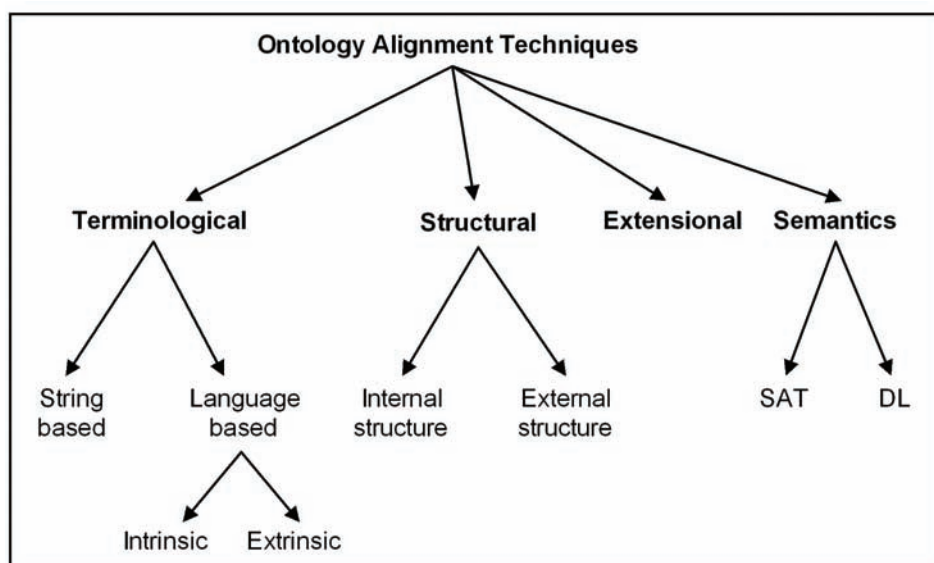 Ontology Alignment Techniques
Terminological
Structural
Extensional
Semantics
String
based
Language
based
Internal
structure
External
structure
SAT
DL
Intrinsic
Extrinsic